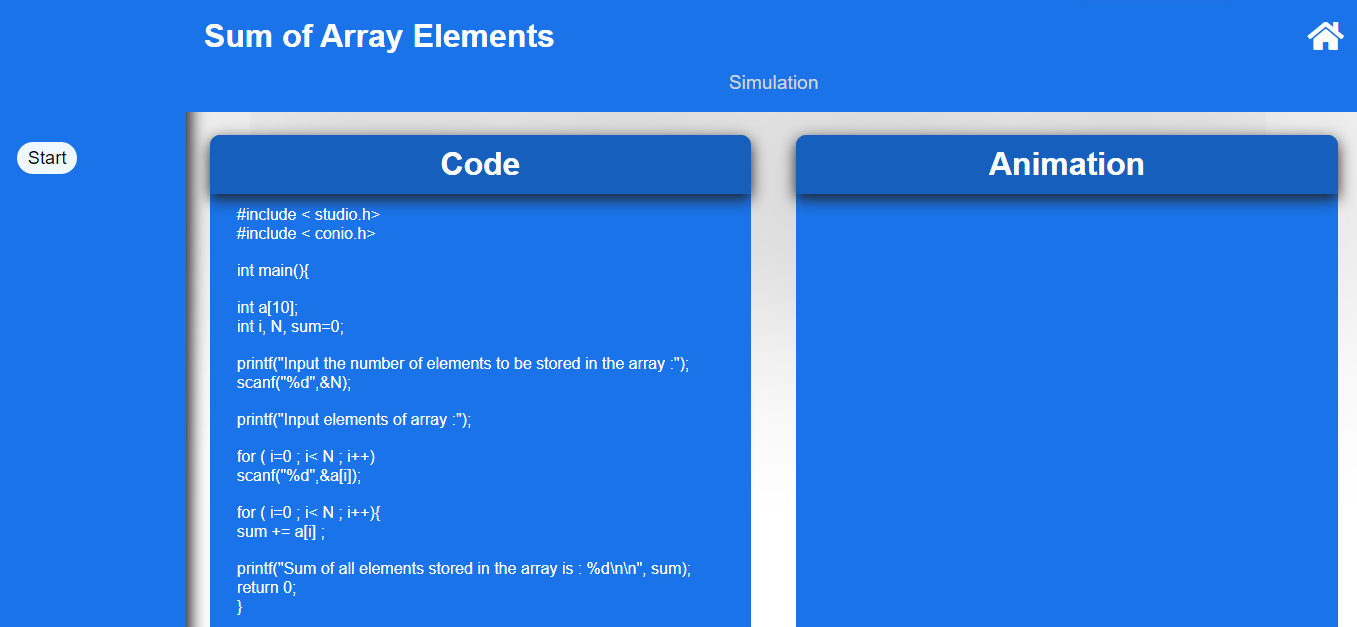 Sum of Array Elements
Simulation
Start
Code
#include < studio.h>
#include < conio.h>
int main(){
int a[10];
int i, N, sum=0;
printf("Input the number of elements to be stored in the array :");
scanf("%d",&N);
printf("Input elements of array :");
for ( i=0 ; i< N ; i++)
scanf("%d",&a[i]);
for ( i=0 ; i< N ; i++){
sum += a[i] ;
printf("Sum of all elements stored in the array is : %d\n\n", sum);
return 0;
}
Animation